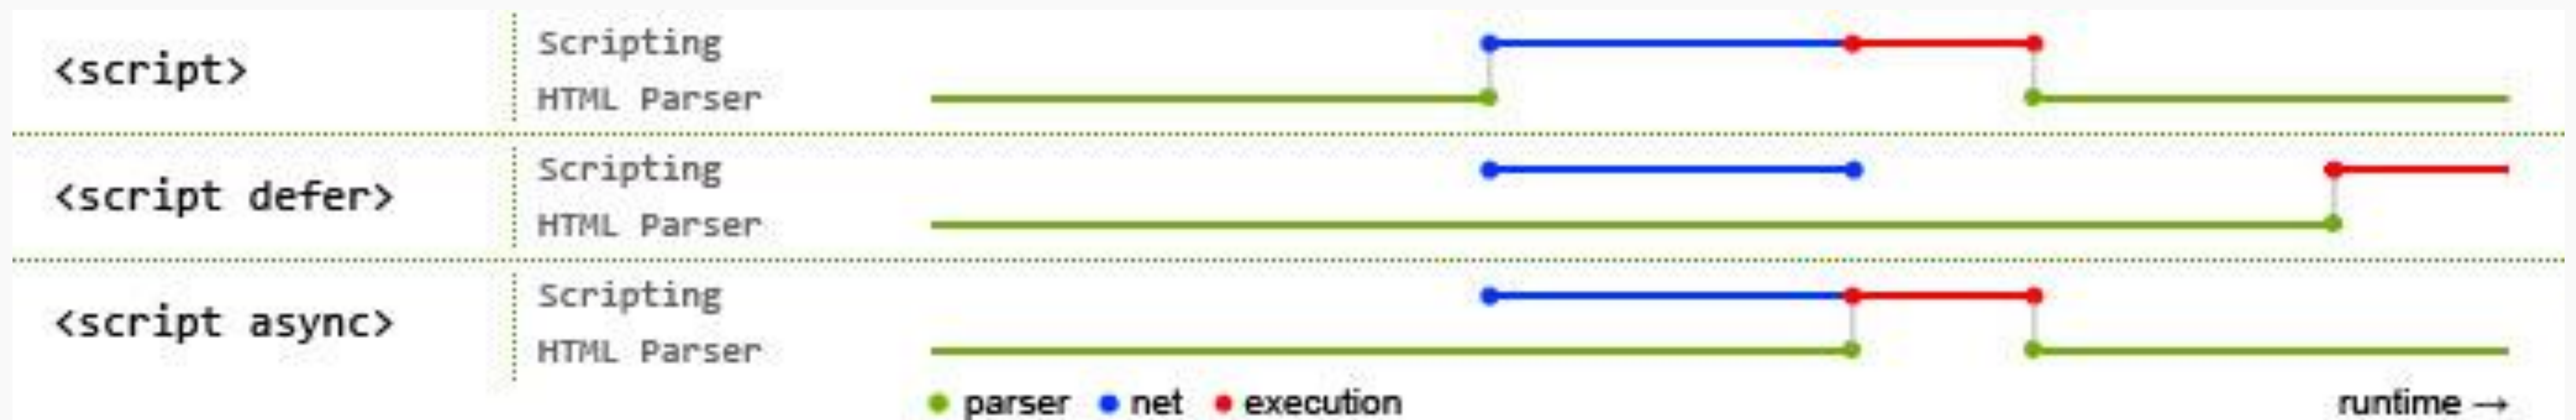 <script>
Scripting
HTML Parser
<script defer>
Scripting
HTML Parser
<script async>
Scripting
HTML Parser
parser net execution runtime →